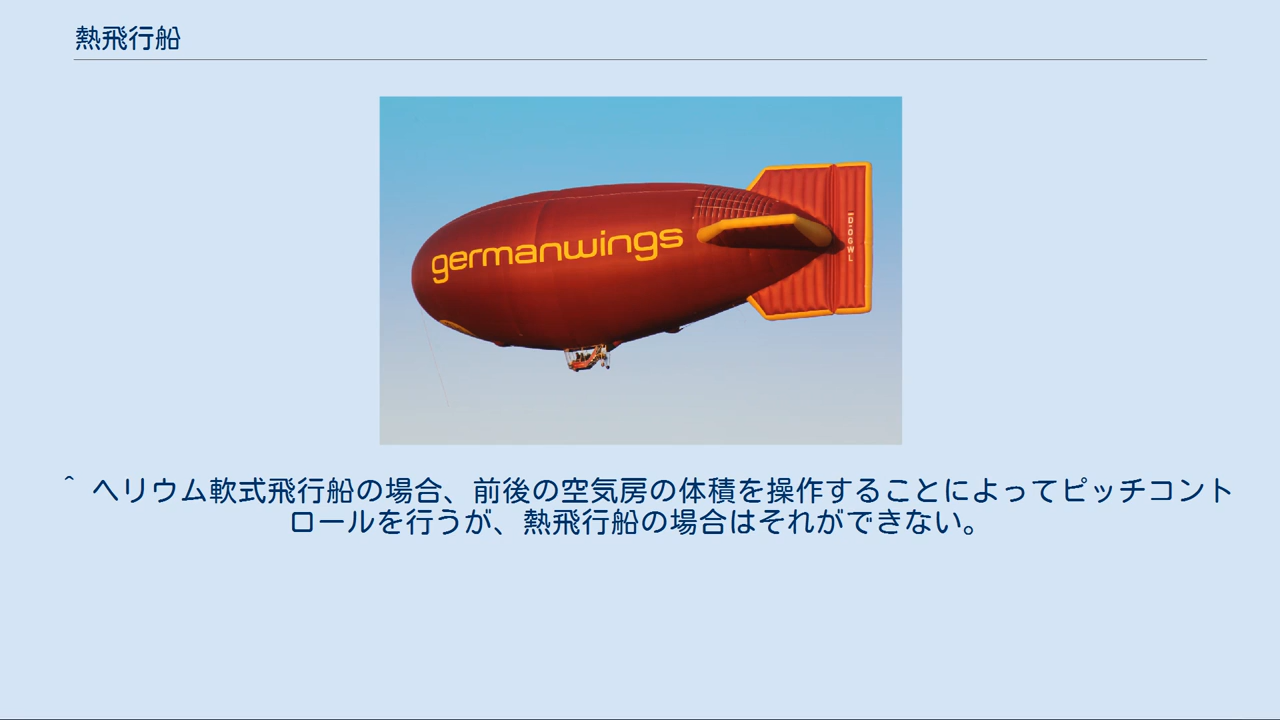 熱飛行船
germanwings
D-OGWL
^ ヘリウム軟式飛行船の場合、前後の空気房の体積を操作することによってピッチコント
ロールを行うが、熱飛行船の場合はそれができない。